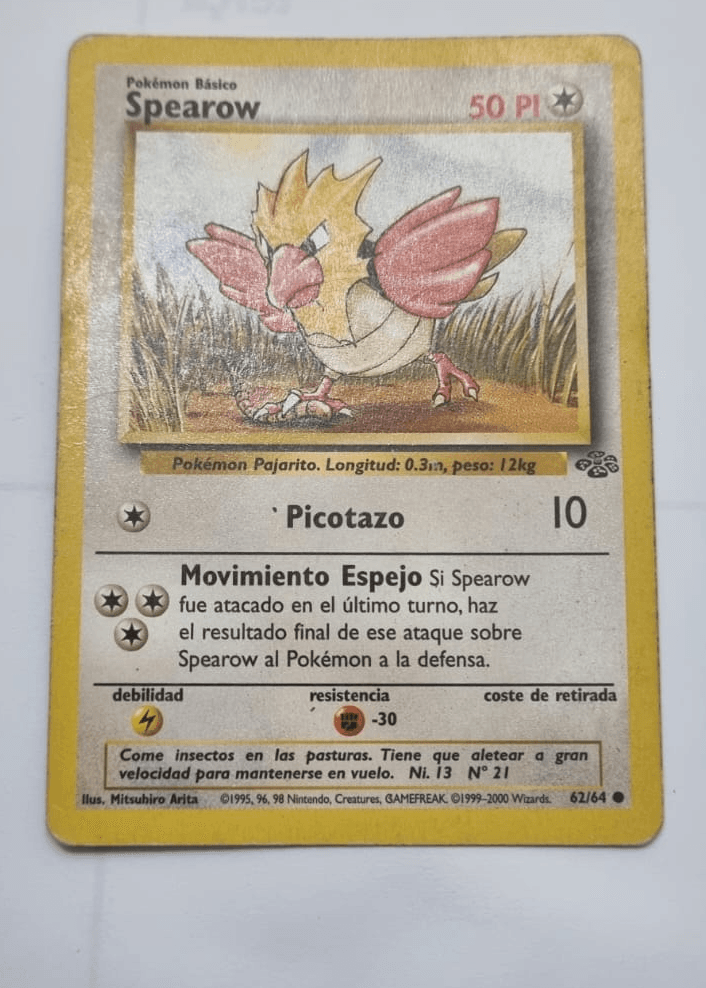 Pokémon Básico
Spearow 50 PI
Pokémon Pajarito. Longitud: 0.3m, peso: 12kg
Picotazo 10
Movimiento Espejo Si Spearow
fue atacado en el último turno, haz
el resultado final de ese ataque sobre
Spearow al Pokémon a la defensa.
debilidad resistencia coste de retirada
-30
Come insectos en las pasturas. Tiene que aletear a gran
velocidad para mantenerse en vuelo. Ni. 13 N° 21
Ilus. Mitsuhiro Arita ©1995, 96, 98 Nintendo, Creatures, GAMEFREAK. ©1999-2000 Wizards. 62/64